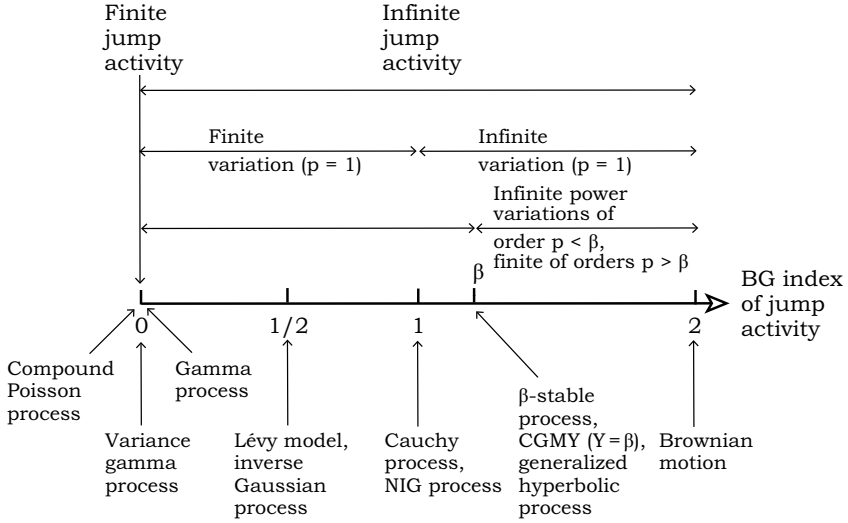 Finite
jump
activity
Infinite
jump
activity
Finite
variation (p = 1)
Infinite
variation (p = 1)
Infinite power
variations of
order p < β,
finite of orders p > β
β
BG index
of jump
activity
0
1/2
1
2
Compound
Poisson
process
Gamma
process
Variance
gamma
process
Lévy model,
inverse
Gaussian
process
Cauchy
process,
NIG process
β-stable
process,
CGMY (Y = β),
generalized
hyperbolic
process
Brownian
motion